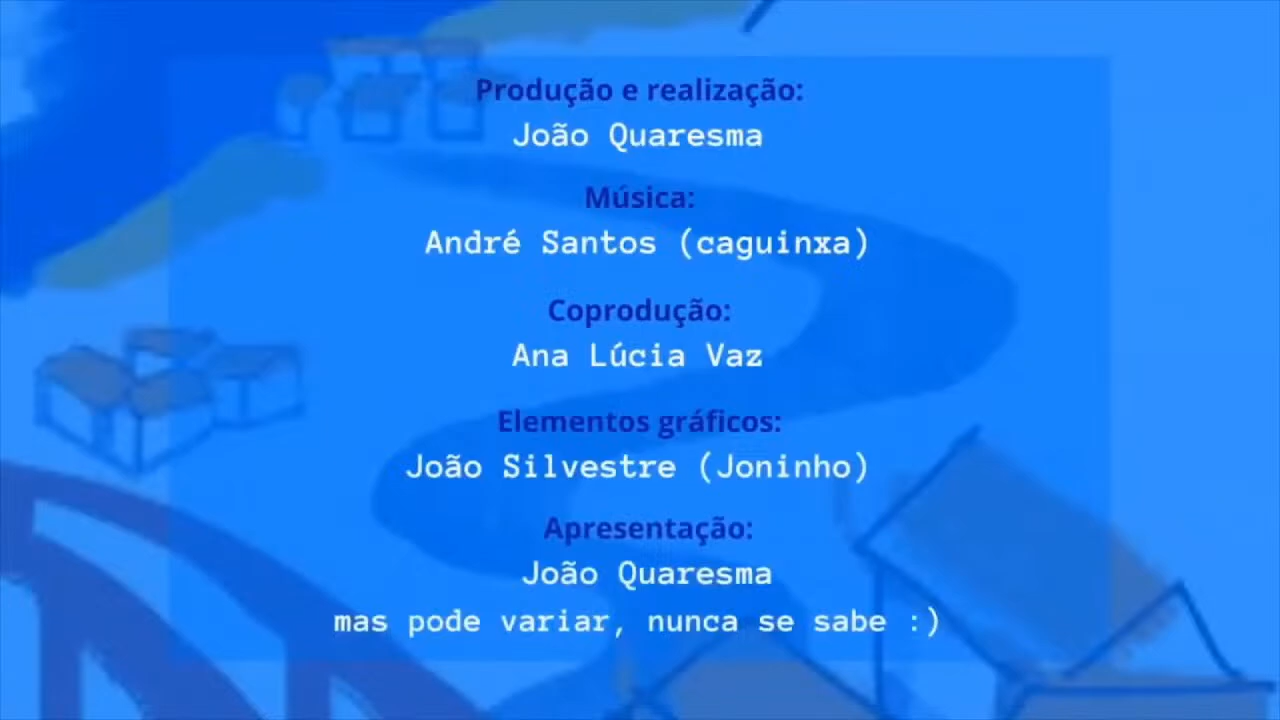 Produção e realização:
João Quaresma
Música:
André Santos (caguinxa)
Coprodução:
Ana Lúcia Vaz
Elementos gráficos:
João Silvestre (Joninho)
Apresentação:
João Quaresma
mas pode variar, nunca se sabe :)